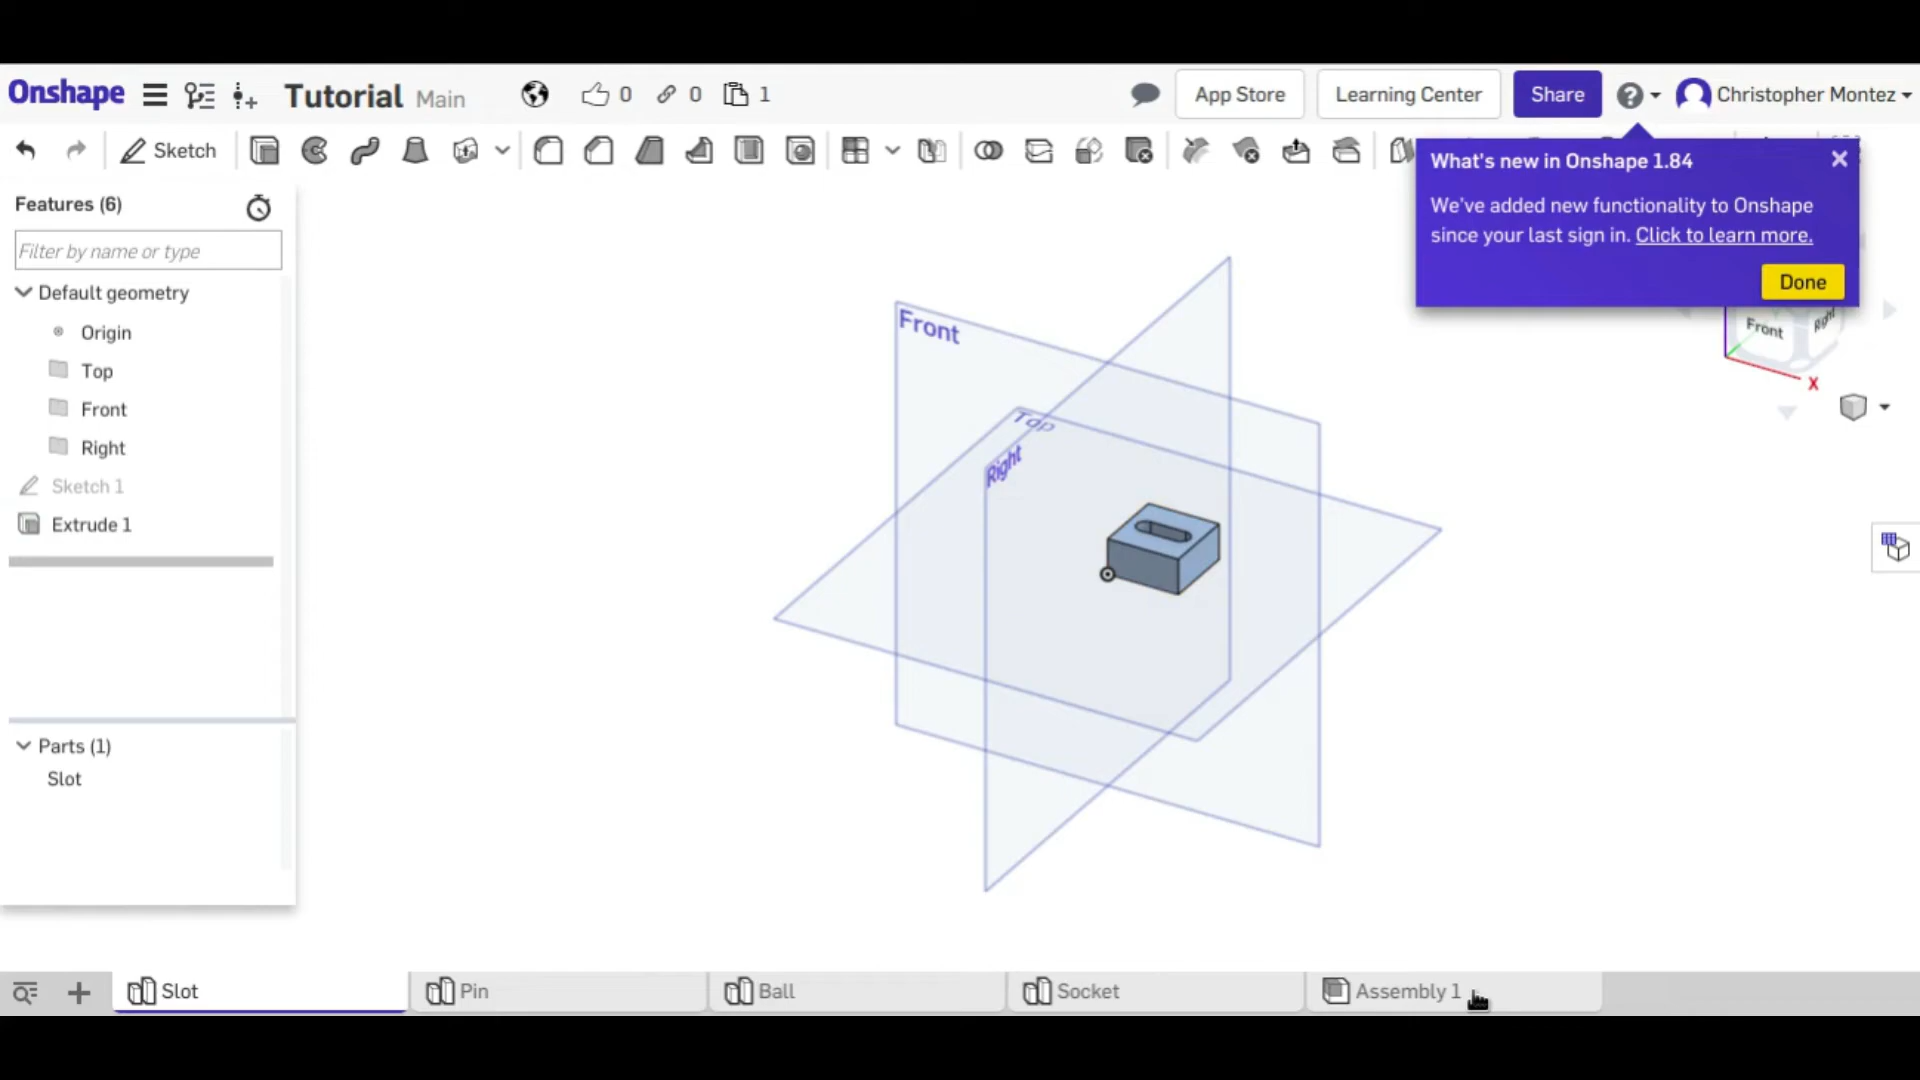 Onshape Tutorial Main 0 0 1 App Store Learning Center Share Christopher Montez
Sketch
What's new in Onshape 1.84
We've added new functionality to Onshape
since your last sign in. Click to learn more.
Done
Features (6)
Filter by name or type
Default geometry
Origin
Top
Front
Right
Sketch 1
Extrude 1
Parts (1)
Slot
Front
Top
Right
Front
Right
X
Slot
Pin
Ball
Socket
Assembly 1